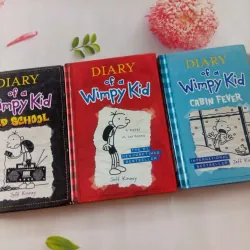 DIARY
of a
Wimpy Kid
OLD SCHOOL
Jeff Kinney
DIARY
of a
Wimpy Kid
Jeff Kinney
DIARY
of a
Wimpy Kid
CABIN FEVER
Jeff Kinney